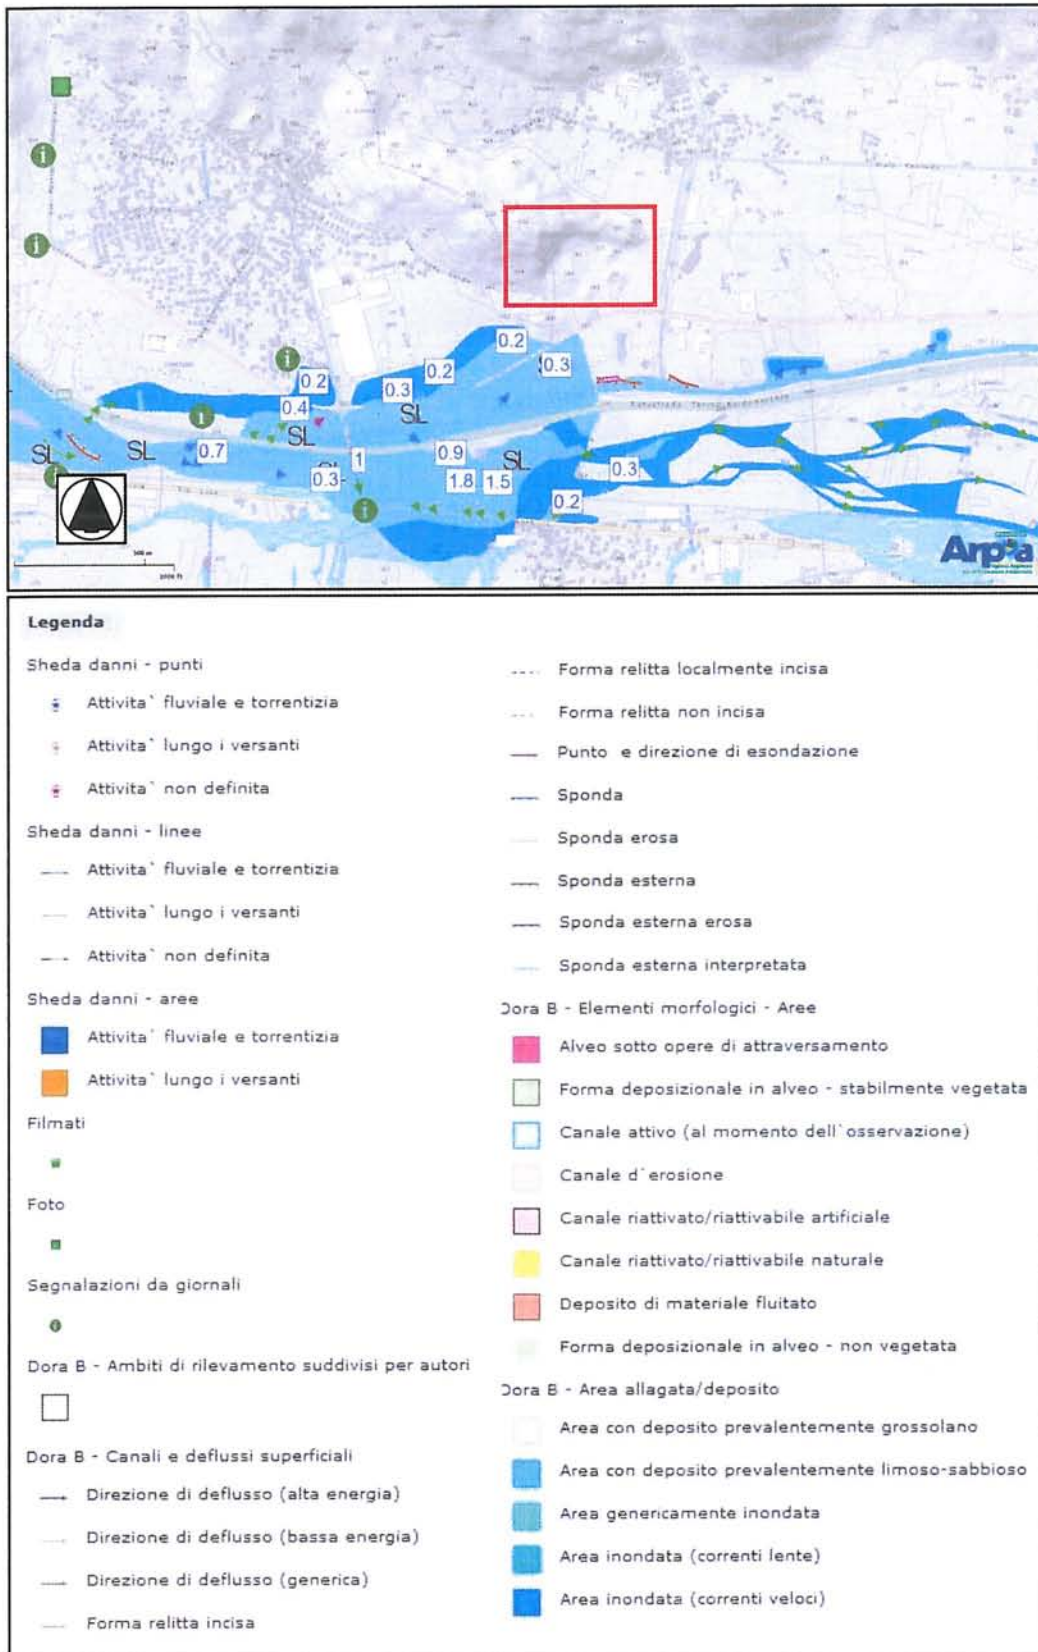 0.2
0.2
0.3
0.2
0.3
0.4
SL
SL
SL
SL
SL
0.7
1
0.9
0.3
1.8
1.5
0.3
0.2
Autostrada Torino-Bardonecchia
500 m
Arpa
Legenda
Sheda danni - punti
Attivita` fluviale e torrentizia
Attivita` lungo i versanti
Attivita` non definita
Sheda danni - linee
Attivita` fluviale e torrentizia
Attivita` lungo i versanti
Attivita` non definita
Sheda danni - aree
Attivita` fluviale e torrentizia
Attivita` lungo i versanti
Filmati
Foto
Segnalazioni da giornali
Dora B - Ambiti di rilevamento suddivisi per autori
Dora B - Canali e deflussi superficiali
Direzione di deflusso (alta energia)
Direzione di deflusso (bassa energia)
Direzione di deflusso (generica)
Forma relitta incisa
Forma relitta localmente incisa
Forma relitta non incisa
Punto e direzione di esondazione
Sponda
Sponda erosa
Sponda esterna
Sponda esterna erosa
Sponda esterna interpretata
Dora B - Elementi morfologici - Aree
Alveo sotto opere di attraversamento
Forma deposizionale in alveo - stabilmente vegetata
Canale attivo (al momento dell`osservazione)
Canale d`erosione
Canale riattivato/riattivabile artificiale
Canale riattivato/riattivabile naturale
Deposito di materiale fluitato
Forma deposizionale in alveo - non vegetata
Dora B - Area allagata/deposito
Area con deposito prevalentemente grossolano
Area con deposito prevalentemente limoso-sabbioso
Area genericamente inondata
Area inondata (correnti lente)
Area inondata (correnti veloci)